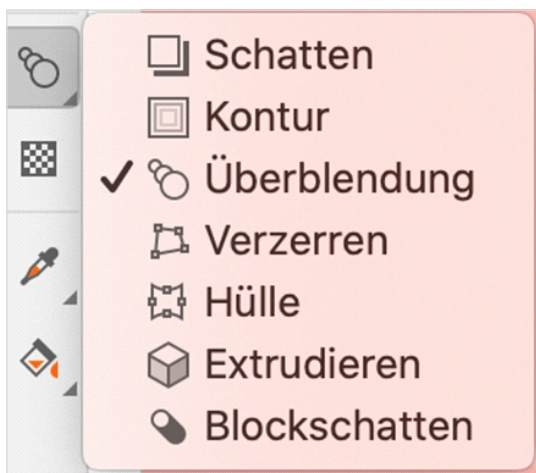 Schatten
Kontur
Überblendung
Verzerren
Hülle
Extrudieren
Blockschatten